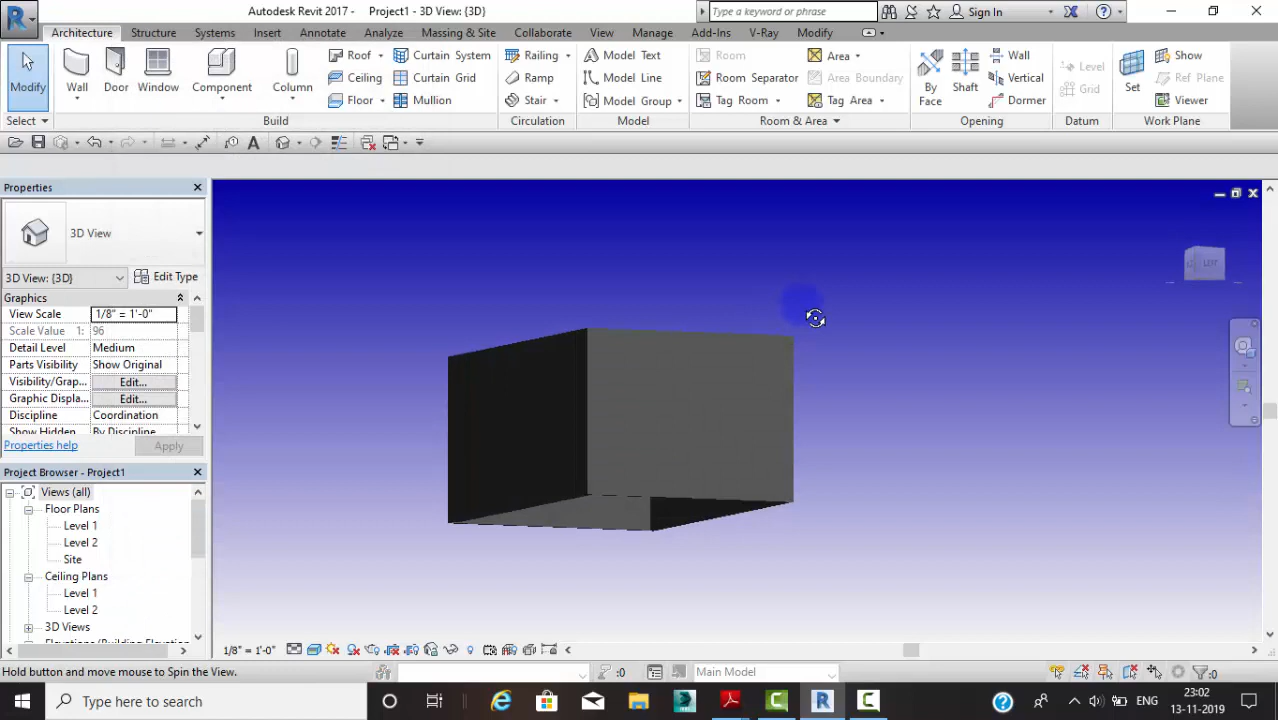 Autodesk Revit 2017 - Project1 - 3D View: {3D}
Type a keyword or phrase
Sign In
Architecture Structure Systems Insert Annotate Analyze Massing & Site Collaborate View Manage Add-Ins V-Ray Modify
Modify Wall Door Window Component Column
Roof Curtain System Railing Model Text Room Area
Ceiling Curtain Grid Ramp Model Line Room Separator Area Boundary
Floor Mullion Stair Model Group Tag Room Tag Area
By Face Shaft Wall Vertical Dormer
Level Grid
Set Show Ref Plane Viewer
Select Build Circulation Model Room & Area Opening Datum Work Plane
Properties
3D View
3D View: {3D} Edit Type
Graphics
View Scale 1/8" = 1'-0"
Scale Value 1: 96
Detail Level Medium
Parts Visibility Show Original
Visibility/Grap... Edit...
Graphic Displa... Edit...
Discipline Coordination
Show Hidden By Discipline
Properties help Apply
Project Browser - Project1
Views (all)
Floor Plans
Level 1
Level 2
Site
Ceiling Plans
Level 1
Level 2
3D Views
Elevations (Building Elevation
1/8" = 1'-0"
Hold button and move mouse to Spin the View.
:0
Main Model
:0
Type here to search
ENG
23:02
13-11-2019